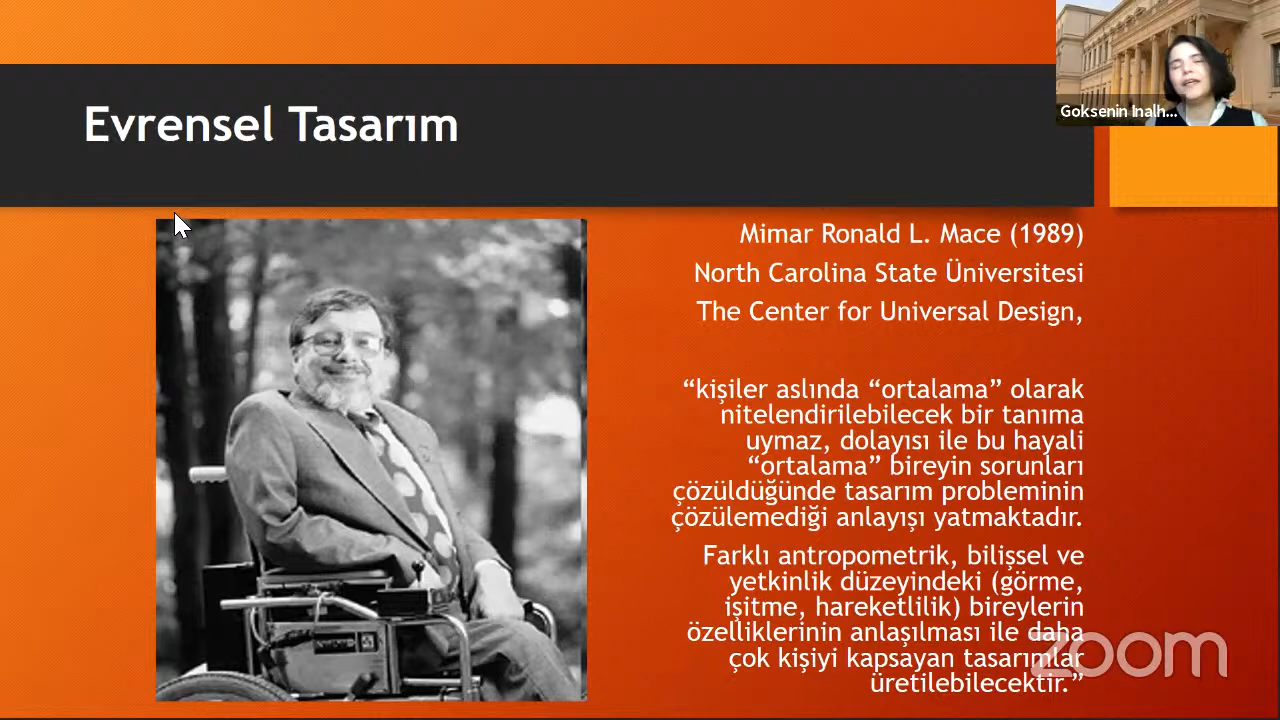 Evrensel Tasarım
Goksenin Inalh...
Mimar Ronald L. Mace (1989)
North Carolina State Üniversitesi
The Center for Universal Design,
“kişiler aslında “ortalama” olarak
nitelendirilebilecek bir tanıma
uymaz, dolayısı ile bu hayali
“ortalama” bireyin sorunları
çözüldüğünde tasarım probleminin
çözülemediği anlayışı yatmaktadır.
Farklı antropometrik, bilişsel ve
yetkinlik düzeyindeki (görme,
işitme, hareketlilik) bireylerin
özelliklerinin anlaşılması ile daha
çok kişiyi kapsayan tasarımlar
üretilebilecektir.”
zoom